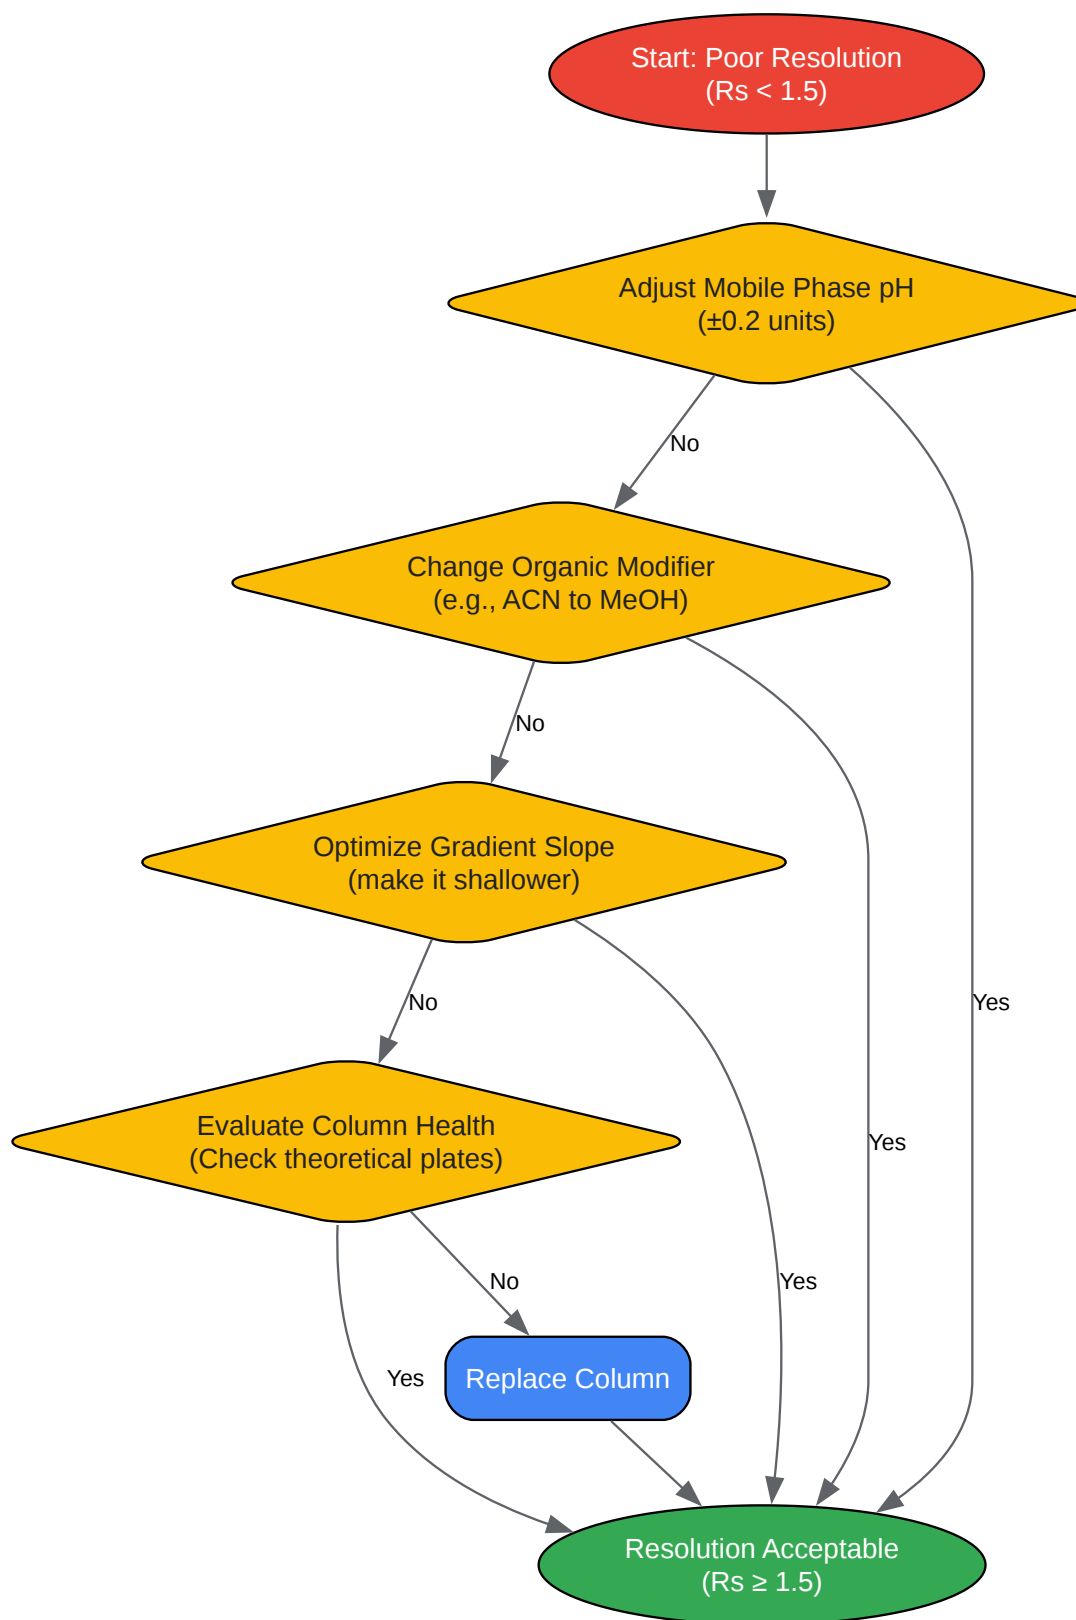 Start: Poor Resolution
(Rs < 1.5)
Adjust Mobile Phase pH
(±0.2 units)
No
Change Organic Modifier
(e.g., ACN to MeOH)
No
Optimize Gradient Slope
(make it shallower)
No
Yes
Evaluate Column Health
(Check theoretical plates)
Yes
No
Yes
Yes
Replace Column
Resolution Acceptable
(Rs ≥ 1.5)